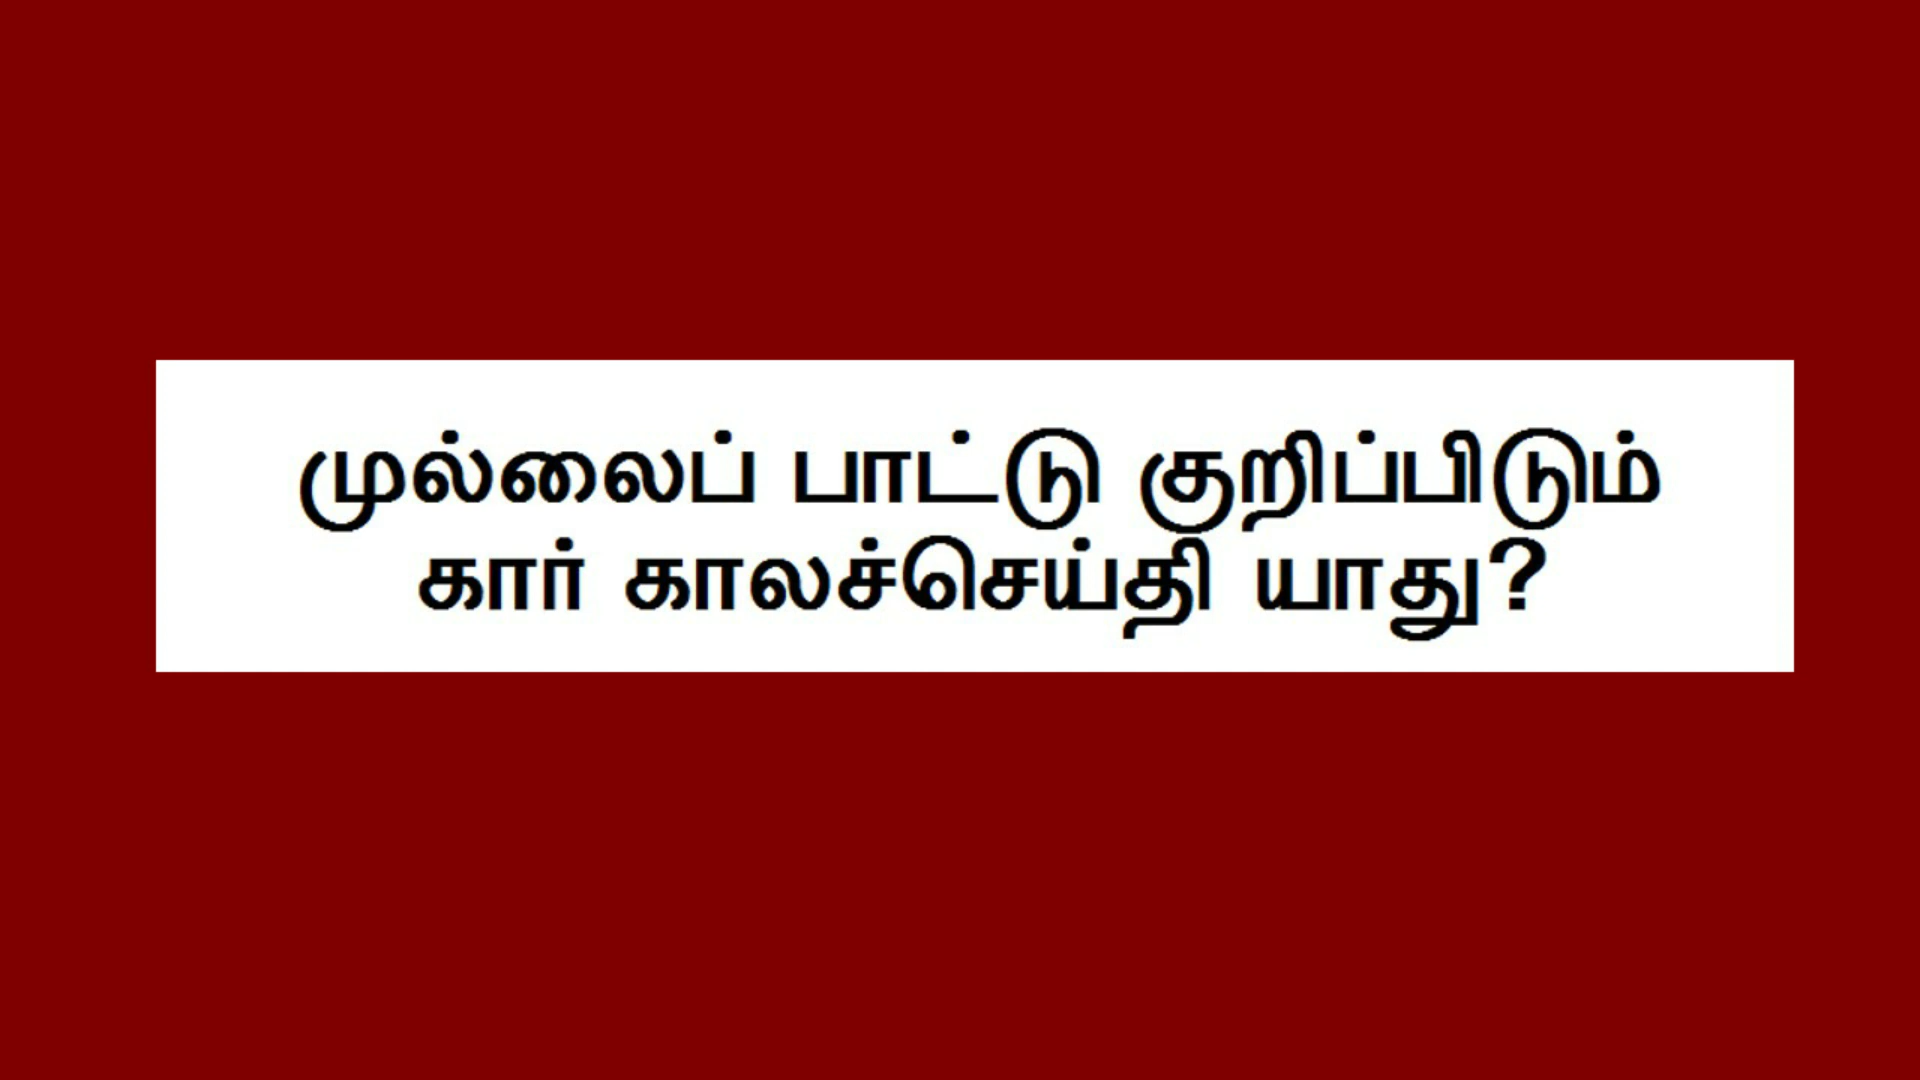 முல்லைப் பாட்டு குறிப்பிடும்
கார் காலச்செய்தி யாது?